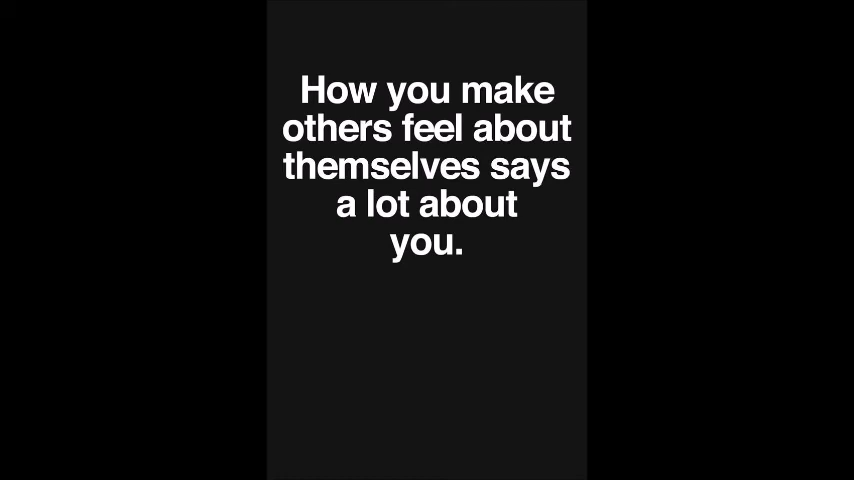 How you make
others feel about
themselves says
a lot about
you.